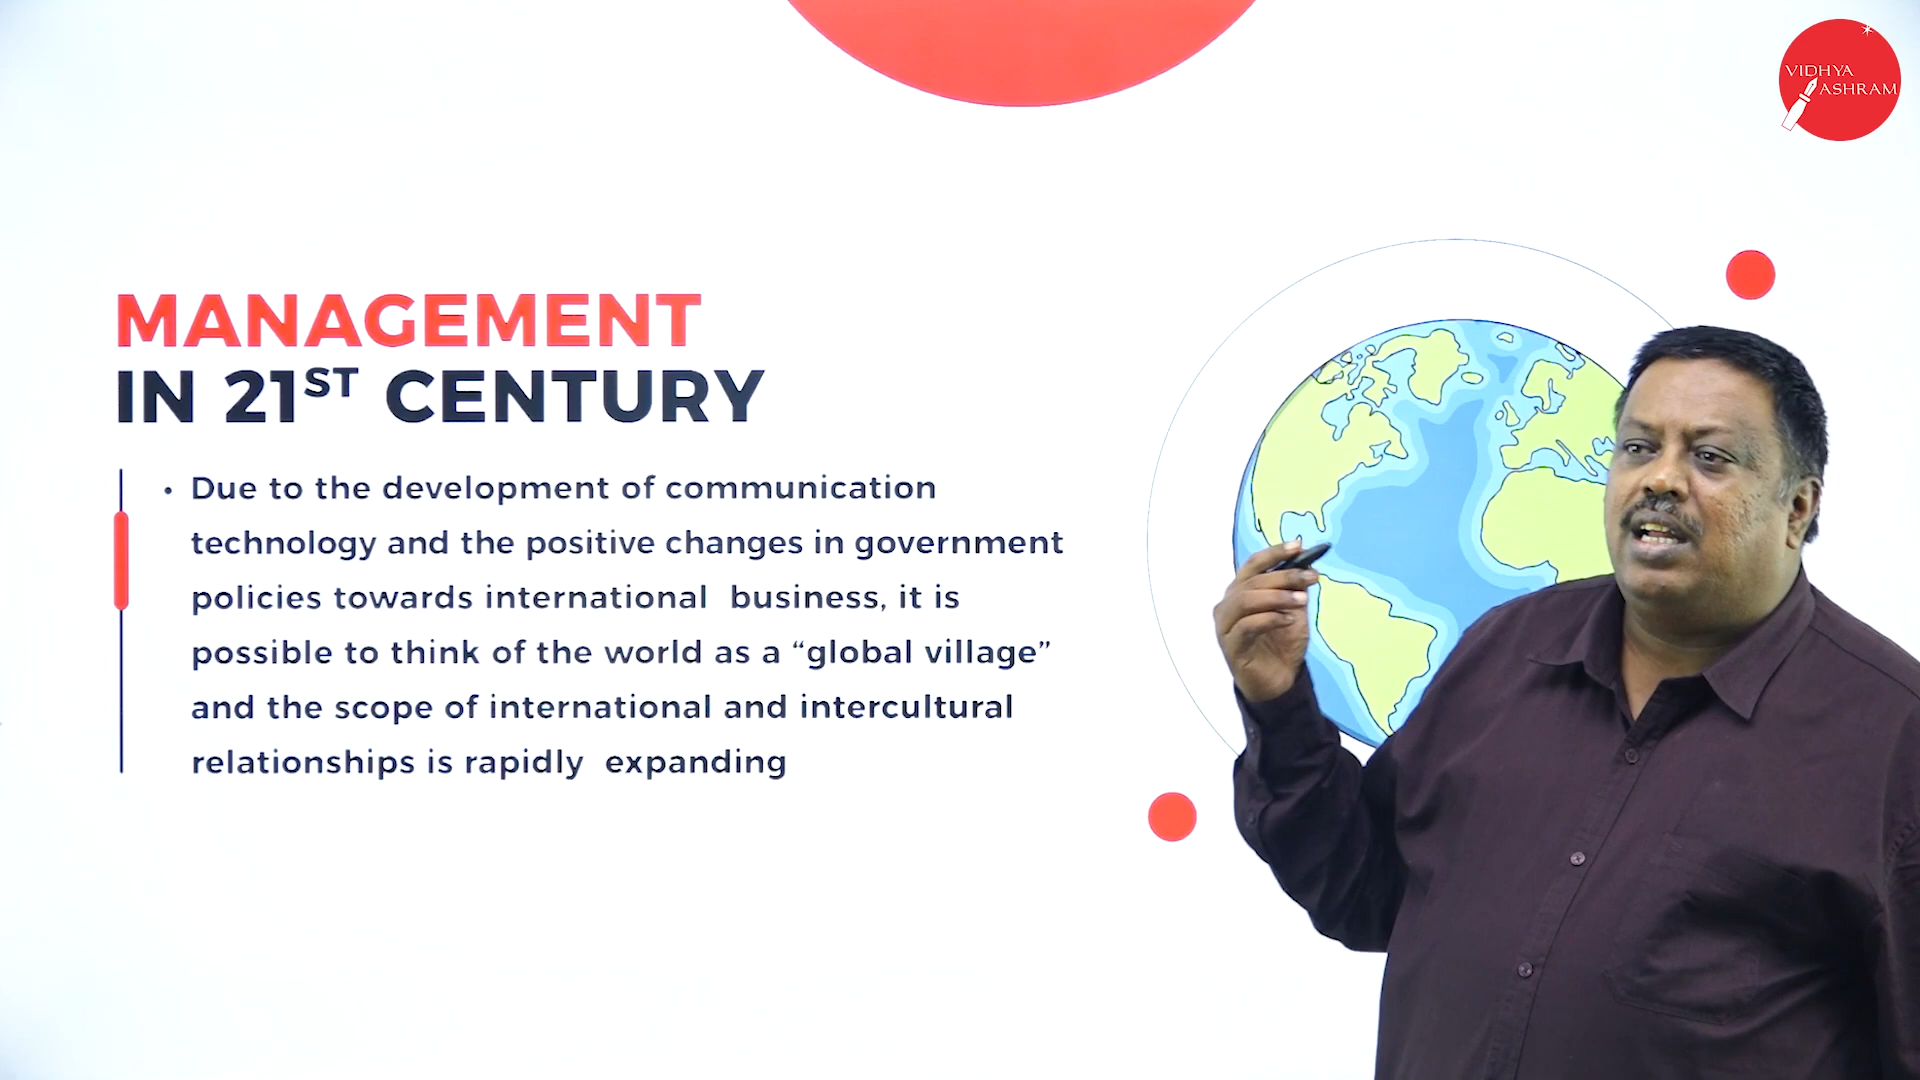 VIDHYA
ASHRAM
MANAGEMENT
IN 21ST CENTURY
• Due to the development of communication
technology and the positive changes in government
policies towards international business, it is
possible to think of the world as a “global village”
and the scope of international and intercultural
relationships is rapidly expanding